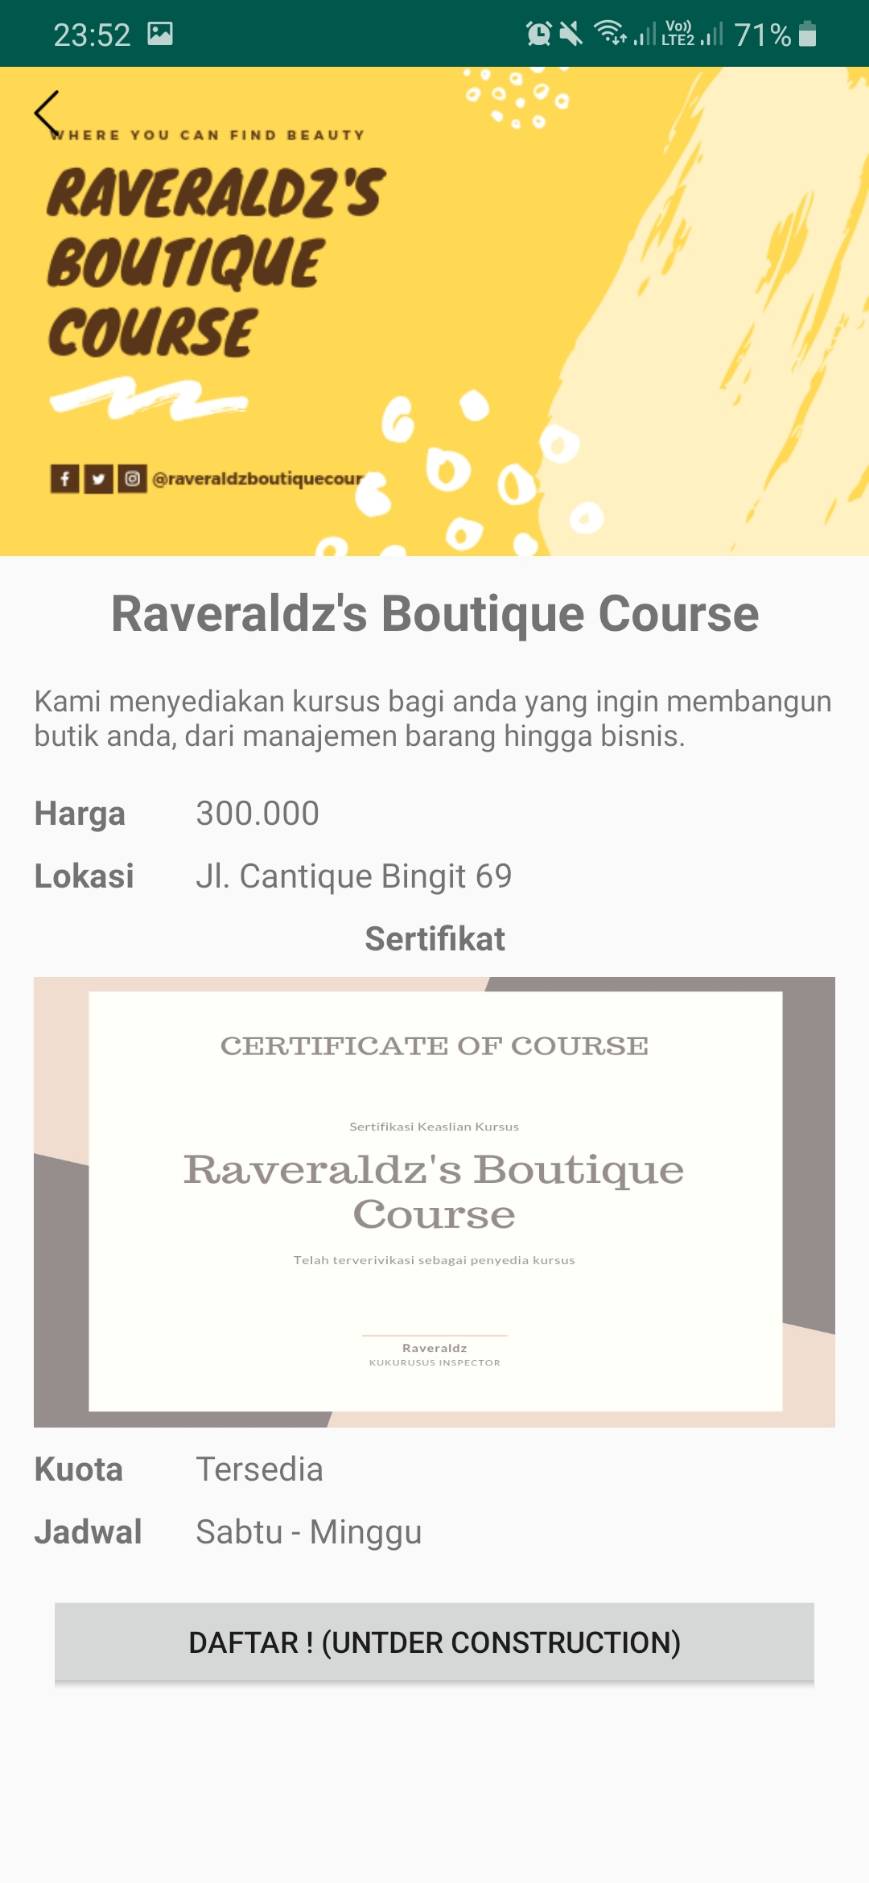 23:52
Vo))
LTE2
71%
WHERE YOU CAN FIND BEAUTY
RAVERALDZ'S
BOUTIQUE
COURSE
@raveraldzboutiquecour
Raveraldz's Boutique Course
Kami menyediakan kursus bagi anda yang ingin membangun
butik anda, dari manajemen barang hingga bisnis.
Harga 300.000
Lokasi Jl. Cantique Bingit 69
Sertifikat
CERTIFICATE OF COURSE
Sertifikasi Keaslian Kursus
Raveraldz's Boutique
Course
Telah terverivikasi sebagai penyedia kursus
Raveraldz
KUKURUSUS INSPECTOR
Kuota Tersedia
Jadwal Sabtu - Minggu
DAFTAR ! (UNTDER CONSTRUCTION)